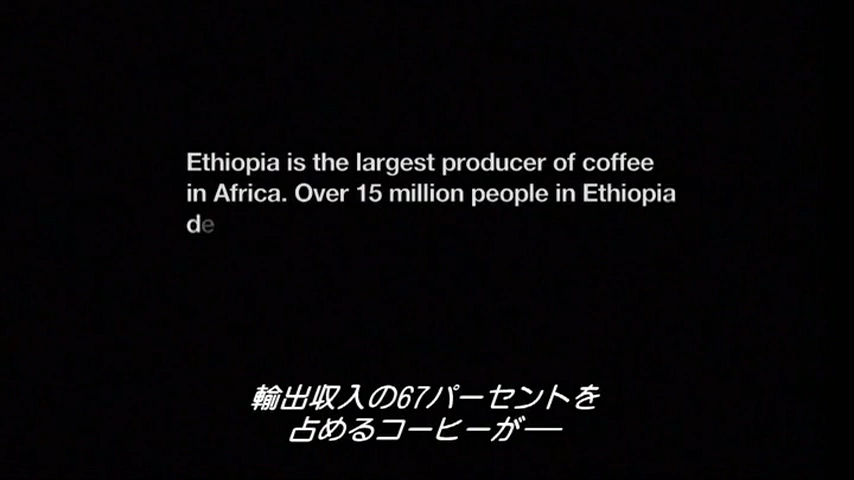 Ethiopia is the largest producer of coffee
in Africa. Over 15 million people in Ethiopia
de
輸出収入の67パーセントを
占めるコーヒーが──